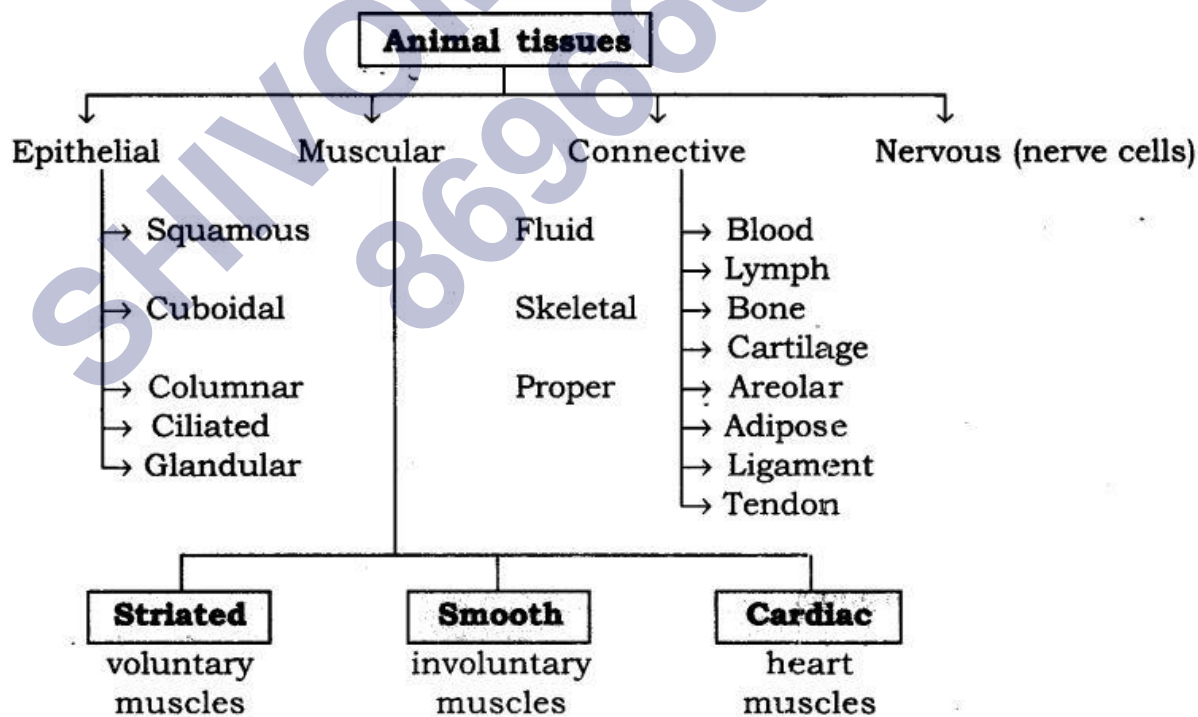 Animal tissues
Epithelial Muscular Connective Nervous (nerve cells)
Squamous Fluid Blood
Lymph
Cuboidal Skeletal Bone
Cartilage
Columnar Proper Areolar
Ciliated Adipose
Glandular Ligament
Tendon
Striated Smooth Cardiac
voluntary involuntary heart
muscles muscles muscles